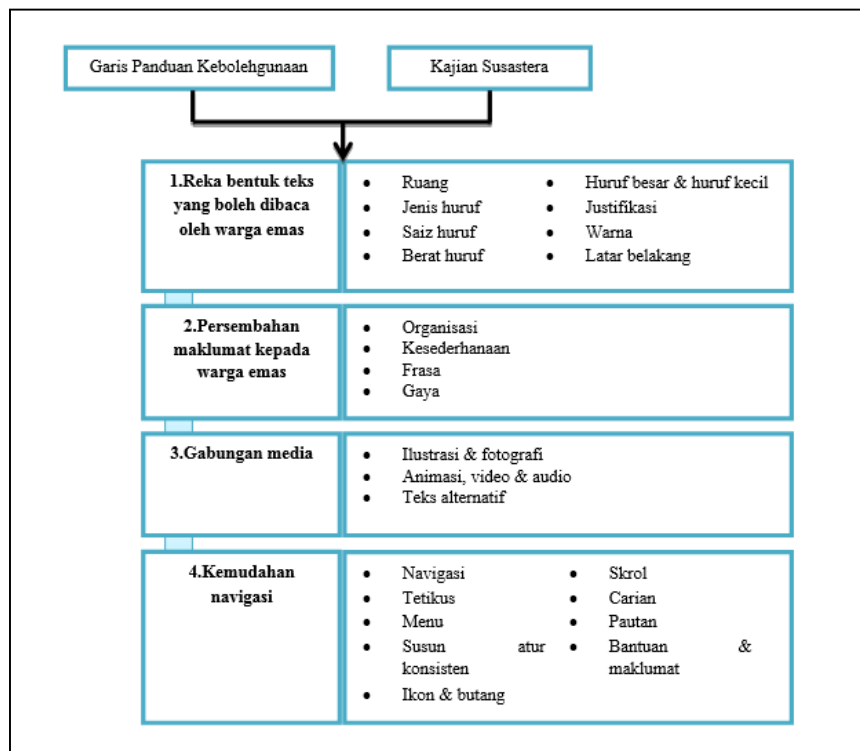 Garis Panduan Kebolehgunaan
Kajian Susastera
1.Reka bentuk teks
yang boleh dibaca
oleh warga emas
• Ruang
• Jenis huruf
• Saiz huruf
• Berat huruf
• Huruf besar & huruf kecil
• Justifikasi
• Warna
• Latar belakang
2.Persembahan
maklumat kepada
warga emas
• Organisasi
• Kesederhanaan
• Frasa
• Gaya
3.Gabungan media
• Ilustrasi & fotografi
• Animasi, video & audio
• Teks alternatif
4.Kemudahan
navigasi
• Navigasi
• Tetikus
• Menu
• Susun atur
konsisten
• Ikon & butang
• Skrol
• Carian
• Pautan
• Bantuan &
maklumat